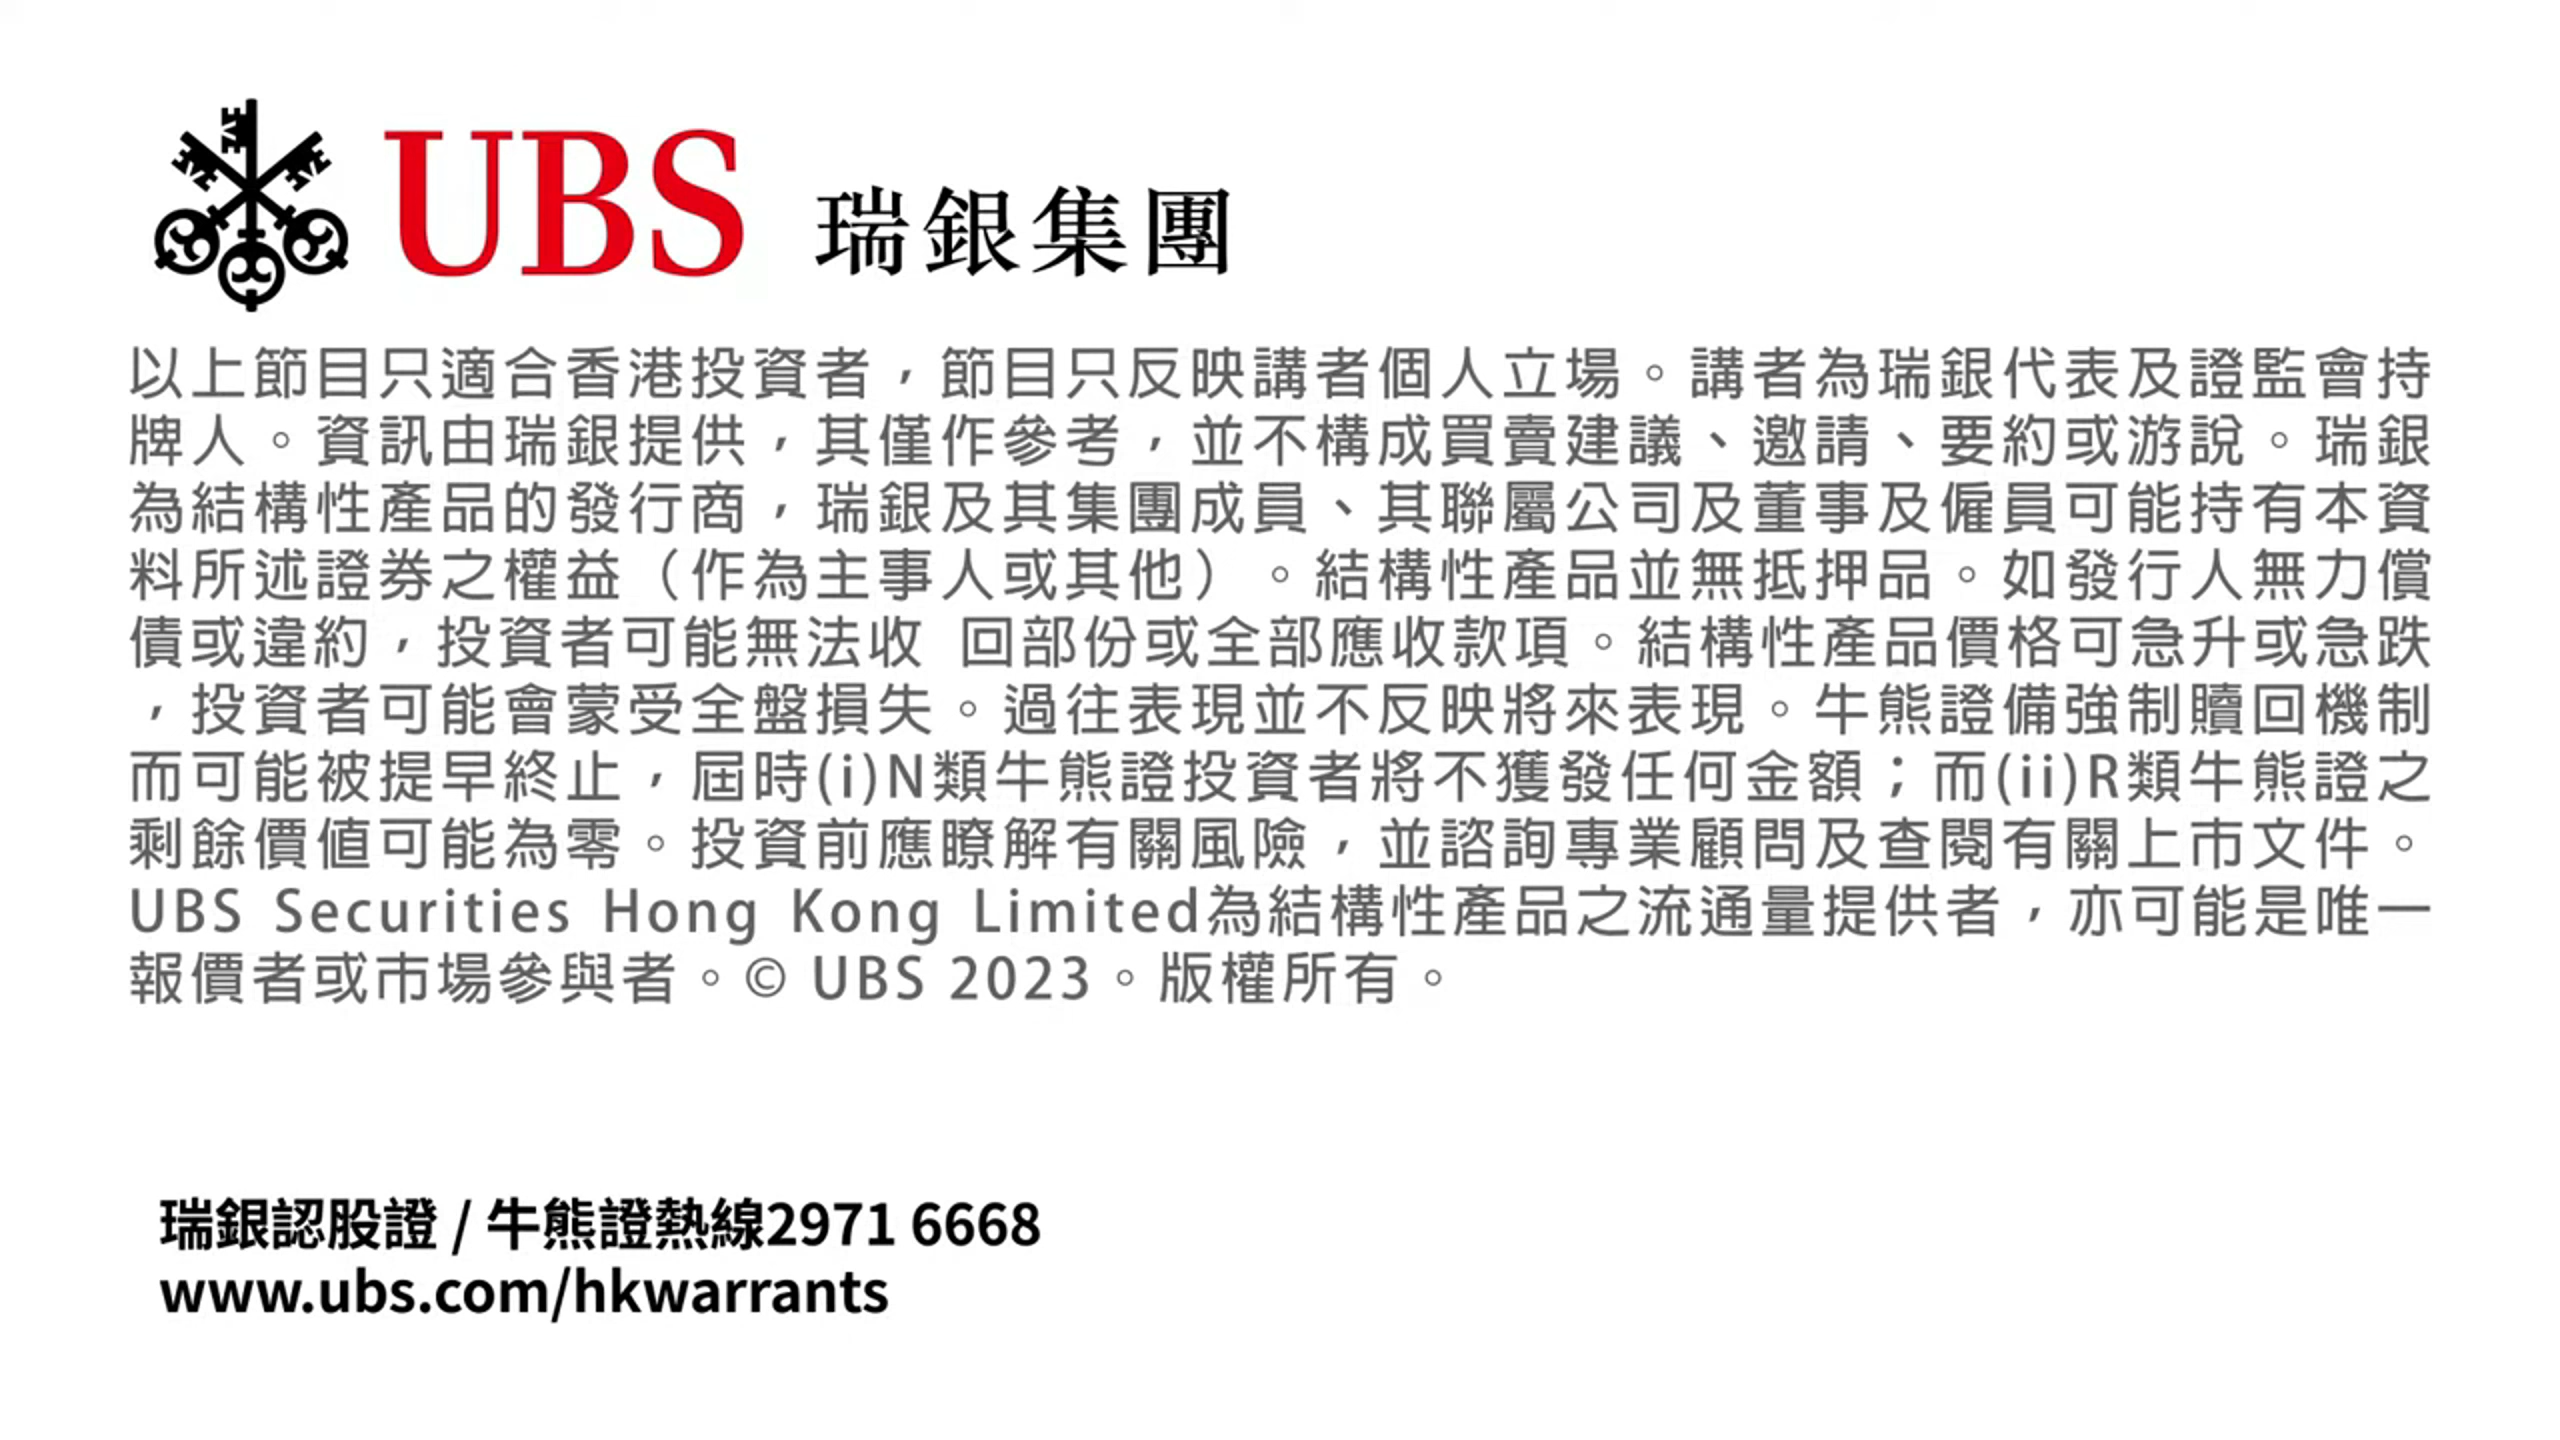 UBS 瑞銀集團
以上節目只適合香港投資者，節目只反映講者個人立場。講者為瑞銀代表及證監會持
牌人。資訊由瑞銀提供，其僅作參考，並不構成買賣建議、邀請、要約或游說。瑞銀
為結構性產品的發行商，瑞銀及其集團成員、其聯屬公司及董事及僱員可能持有本資
料所述證券之權益（作為主事人或其他）。結構性產品並無抵押品。如發行人無力償
債或違約，投資者可能無法收 回部份或全部應收款項。結構性產品價格可急升或急跌
，投資者可能會蒙受全盤損失。過往表現並不反映將來表現。牛熊證備強制贖回機制
而可能被提早終止，屆時(i)N類牛熊證投資者將不獲發任何金額；而(ii)R類牛熊證之
剩餘價值可能為零。投資前應瞭解有關風險，並諮詢專業顧問及查閱有關上市文件。
UBS Securities Hong Kong Limited為結構性產品之流通量提供者，亦可能是唯一
報價者或市場參與者。© UBS 2023。版權所有。
瑞銀認股證 / 牛熊證熱線2971 6668
www.ubs.com/hkwarrants